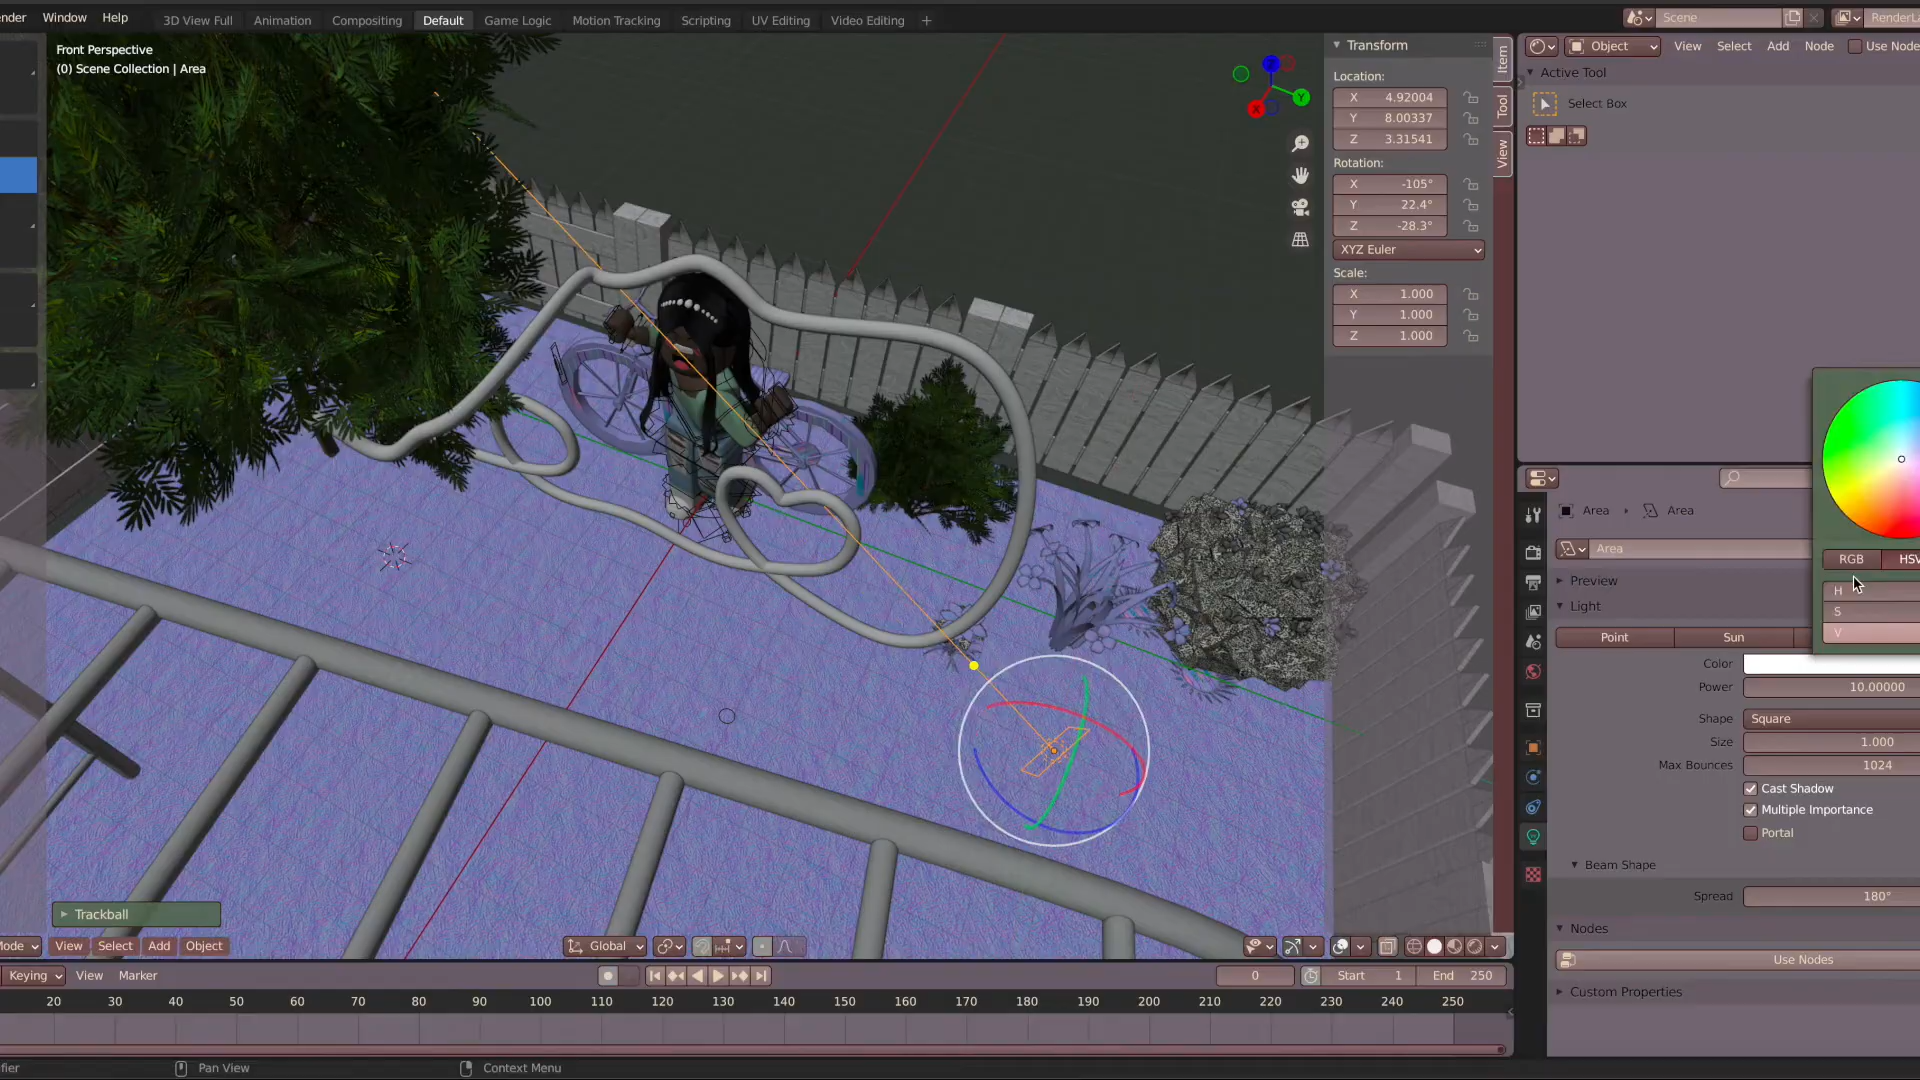 ender Window Help
3D View Full Animation Compositing Default Game Logic Motion Tracking Scripting UV Editing Video Editing +
Scene
RenderLa
Front Perspective
(0) Scene Collection | Area
Transform
Location:
X 4.92004
Y 8.00337
Z 3.31541
Rotation:
X -105°
Y 22.4°
Z -28.3°
XYZ Euler
Scale:
X 1.000
Y 1.000
Z 1.000
Item
Tool
View
Z
Y
X
Object View Select Add Node Use Node
Active Tool
Select Box
Area › Area
Area
RGB HSV
H
S
V
Preview
Light
Point Sun
Color
Power 10.00000
Shape Square
Size 1.000
Max Bounces 1024
Cast Shadow
Multiple Importance
Portal
Beam Shape
Spread 180°
Nodes
Use Nodes
Custom Properties
Trackball
Mode View Select Add Object
Global
Keying View Marker
0 Start 1 End 250
20 30 40 50 60 70 80 90 100 110 120 130 140 150 160 170 180 190 200 210 220 230 240 250
fier Pan View Context Menu